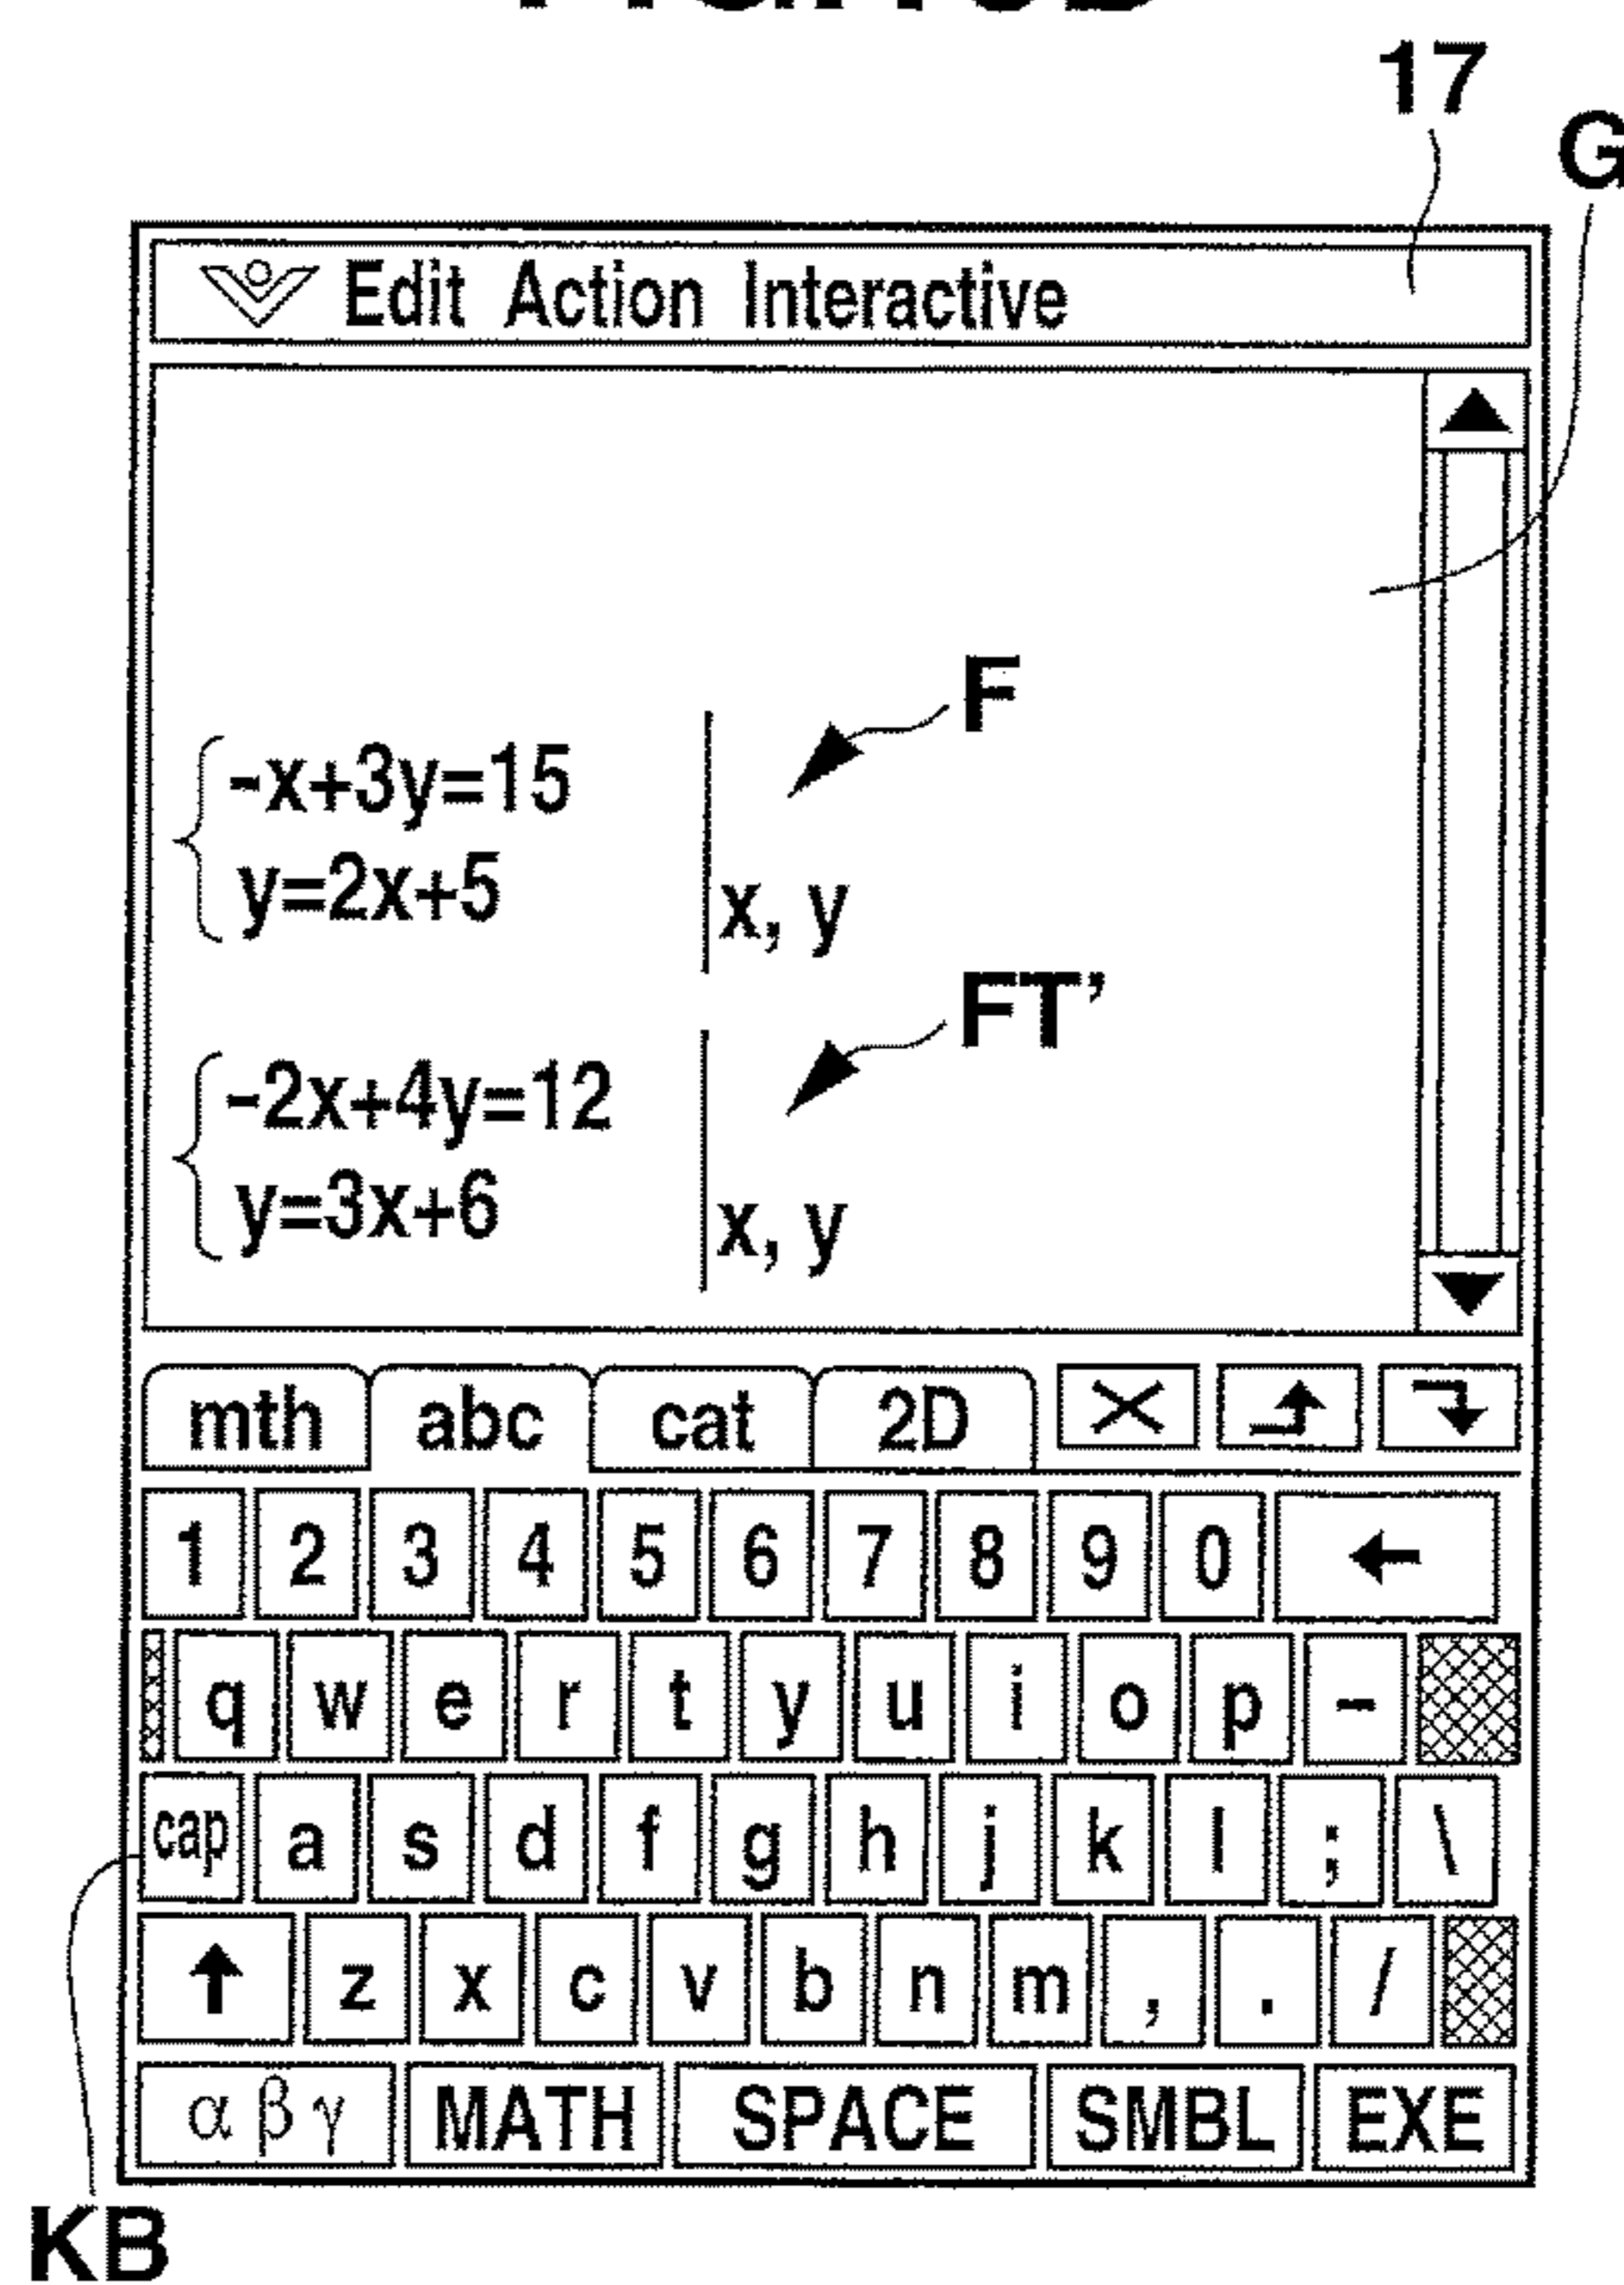 17
G
Edit Action Interactive
F
-x+3y=15
y=2x+5
x, y
FT’
-2x+4y=12
y=3x+6
x, y
mth abc cat 2D
1 2 3 4 5 6 7 8 9 0 ←
q w e r t y u i o p -
cap a s d f g h j k l ; \
↑ z x c v b n m , . /
α β γ MATH SPACE SMBL EXE
KB